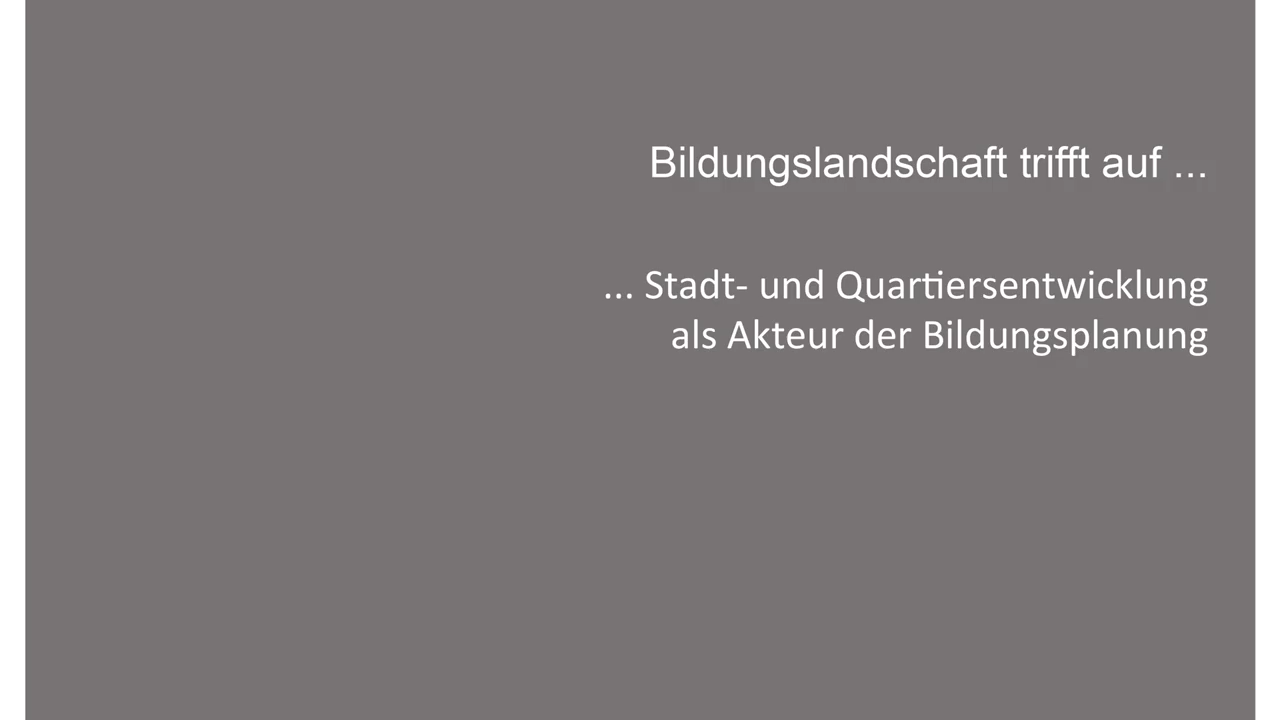 Bildungslandschaft trifft auf ...
... Stadt- und Quartiersentwicklung
als Akteur der Bildungsplanung